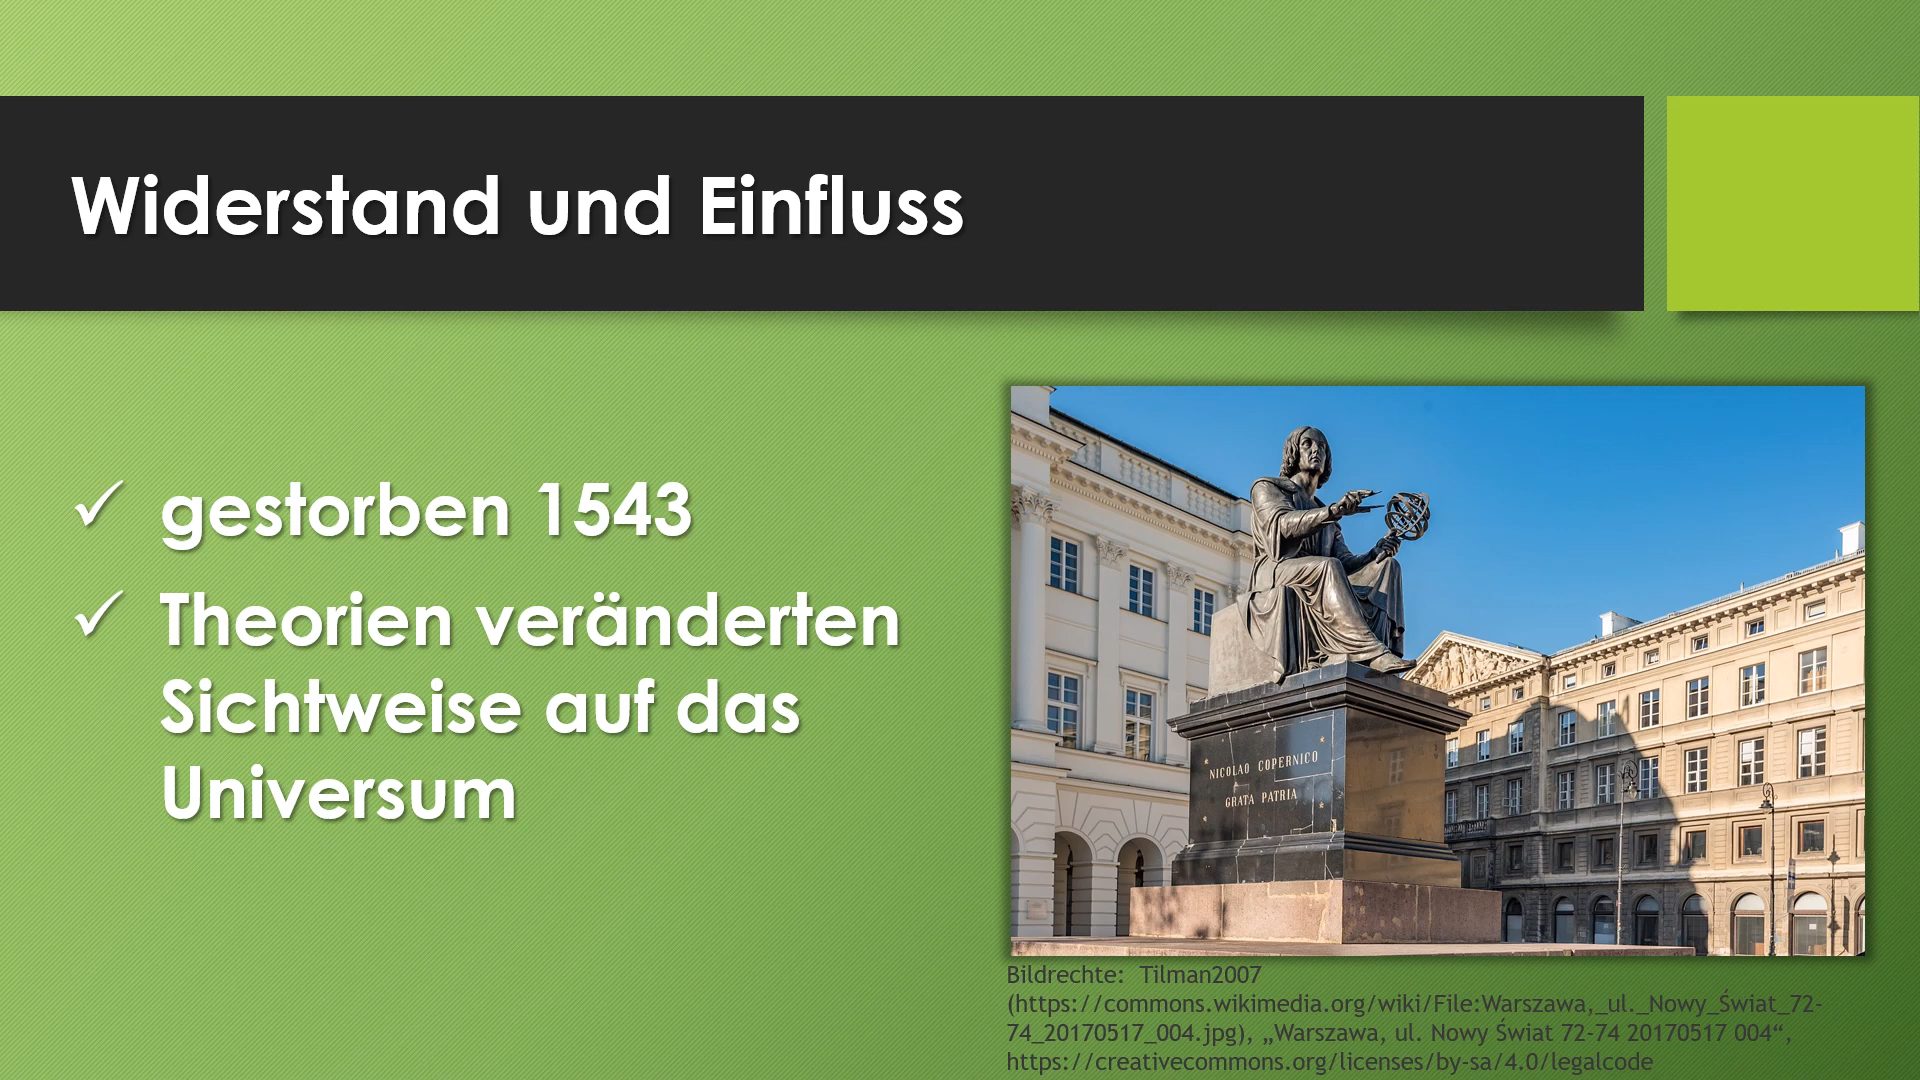 Widerstand und Einfluss
gestorben 1543
Theorien veränderten
Sichtweise auf das
Universum
NICOLAO COPERNICO
GRATA PATRIA
Bildrechte: Tilman2007
(https://commons.wikimedia.org/wiki/File:Warszawa,_ul._Nowy_Świat_72-
74_20170517_004.jpg), „Warszawa, ul. Nowy Świat 72-74 20170517 004“,
https://creativecommons.org/licenses/by-sa/4.0/legalcode